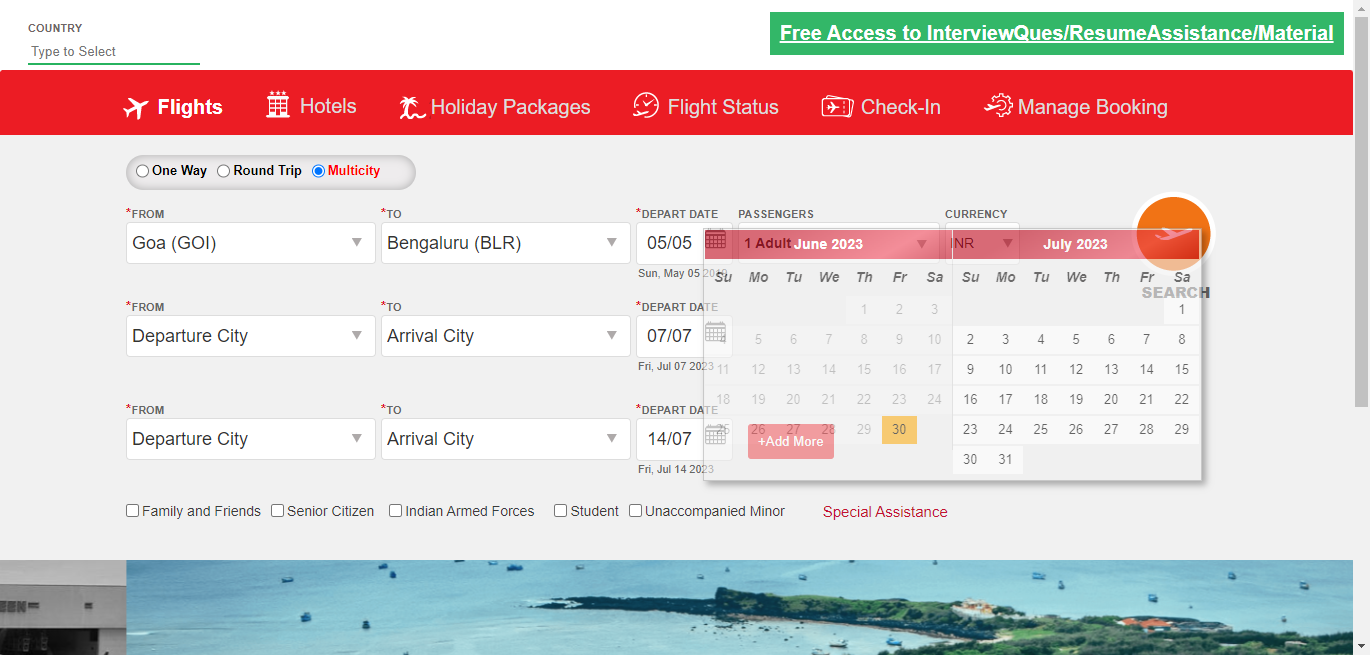 COUNTRY
Type to Select
Free Access to InterviewQues/ResumeAssistance/Material
Flights Hotels Holiday Packages Flight Status Check-In Manage Booking
One Way Round Trip Multicity
*FROM *TO *DEPART DATE PASSENGERS CURRENCY
Goa (GOI) Bengaluru (BLR) 05/05 1 Adult INR
Sun, May 05 2019
June 2023 July 2023
Su Mo Tu We Th Fr Sa Su Mo Tu We Th Fr Sa
SEARCH
1 2 3 1
4 5 6 7 8 9 10 2 3 4 5 6 7 8
11 12 13 14 15 16 17 9 10 11 12 13 14 15
18 19 20 21 22 23 24 16 17 18 19 20 21 22
25 26 27 28 29 30 23 24 25 26 27 28 29
30 31
*FROM *TO *DEPART DATE
Departure City Arrival City 07/07
Fri, Jul 07 2023
*FROM *TO *DEPART DATE
Departure City Arrival City 14/07
+Add More
Fri, Jul 14 2023
Family and Friends Senior Citizen Indian Armed Forces Student Unaccompanied Minor Special Assistance